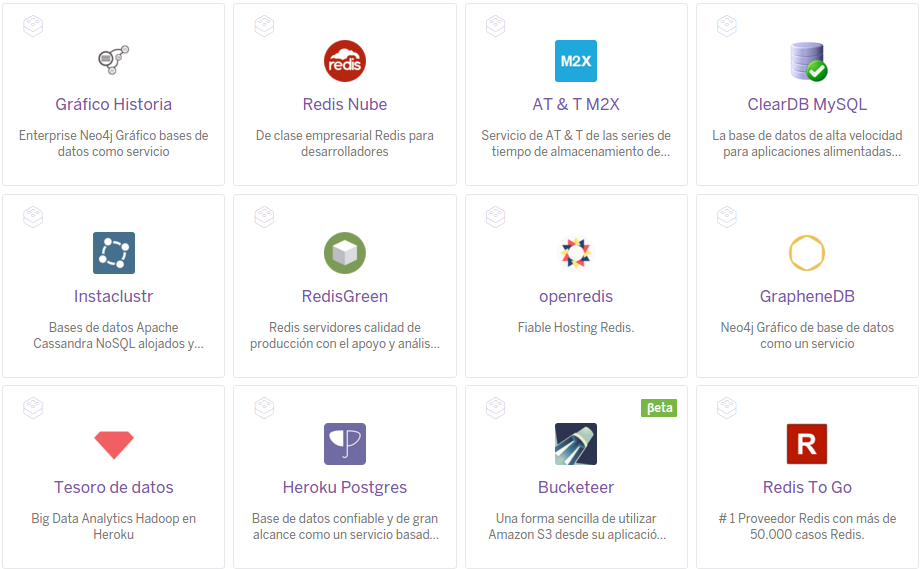 Gráfico Historia
Enterprise Neo4j Gráfico bases de
datos como servicio
redis
Redis Nube
De clase empresarial Redis para
desarrolladores
M2X
AT & T M2X
Servicio de AT & T de las series de
tiempo de almacenamiento de...
ClearDB MySQL
La base de datos de alta velocidad
para aplicaciones alimentadas...
Instaclustr
Bases de datos Apache
Cassandra NoSQL alojados y...
RedisGreen
Redis servidores calidad de
producción con el apoyo y anális...
openredis
Fiable Hosting Redis.
GrapheneDB
Neo4j Gráfico de base de datos
como un servicio
Tesoro de datos
Big Data Analytics Hadoop en
Heroku
Heroku Postgres
Base de datos confiable y de gran
alcance como un servicio basad...
βeta
Bucketeer
Una forma sencilla de utilizar
Amazon S3 desde su aplicació...
R
Redis To Go
# 1 Proveedor Redis con más de
50.000 casos Redis.